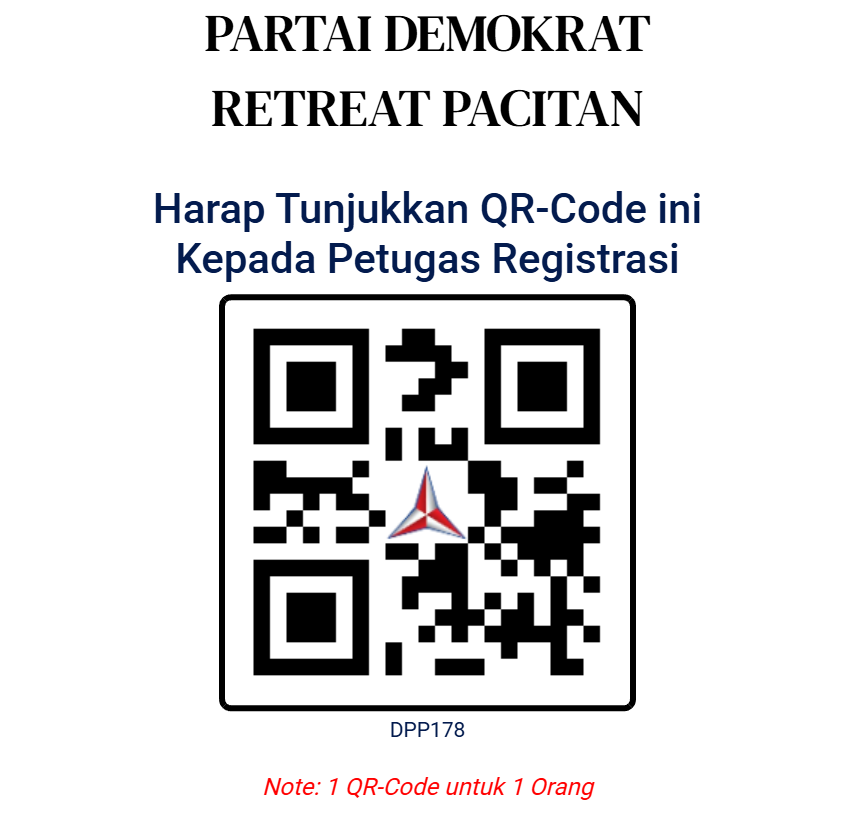 PARTAI DEMOKRAT
RETREAT PACITAN
Harap Tunjukkan QR-Code ini
Kepada Petugas Registrasi
DPP178
Note: 1 QR-Code untuk 1 Orang